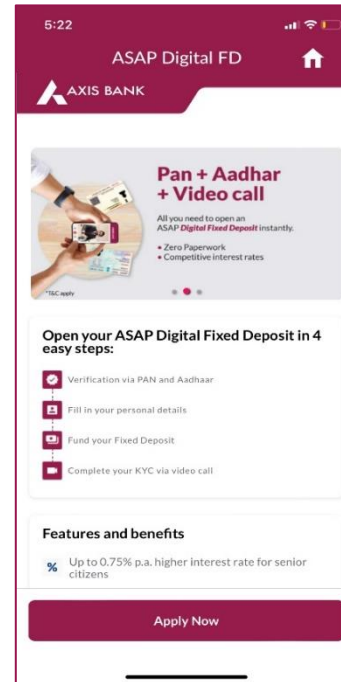 5:22
ASAP Digital FD
AXIS BANK
Pan + Aadhar
+ Video call
All you need to open an
ASAP Digital Fixed Deposit instantly.
• Zero Paperwork
• Competitive interest rates
*T&C apply
Open your ASAP Digital Fixed Deposit in 4
easy steps:
Verification via PAN and Aadhaar
Fill in your personal details
Fund your Fixed Deposit
Complete your KYC via video call
Features and benefits
% Up to 0.75% p.a. higher interest rate for senior
citizens
Apply Now